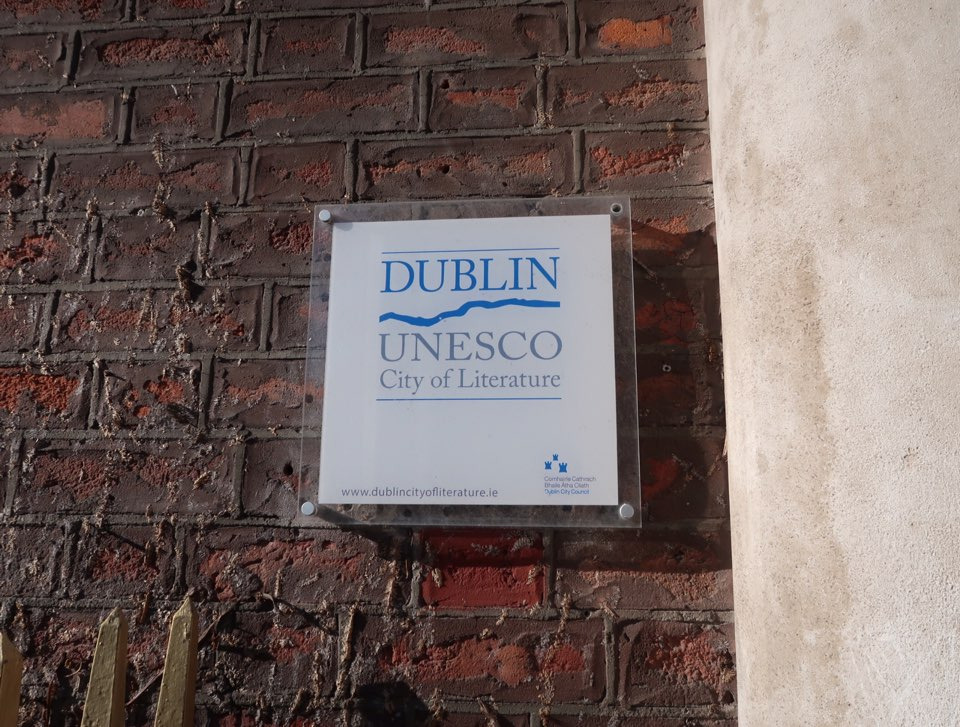 DUBLIN
UNESCO
City of Literature
www.dublincityofliterature.ie
Comhairle Cathrach
Bhaile Átha Cliath
Dublin City Council